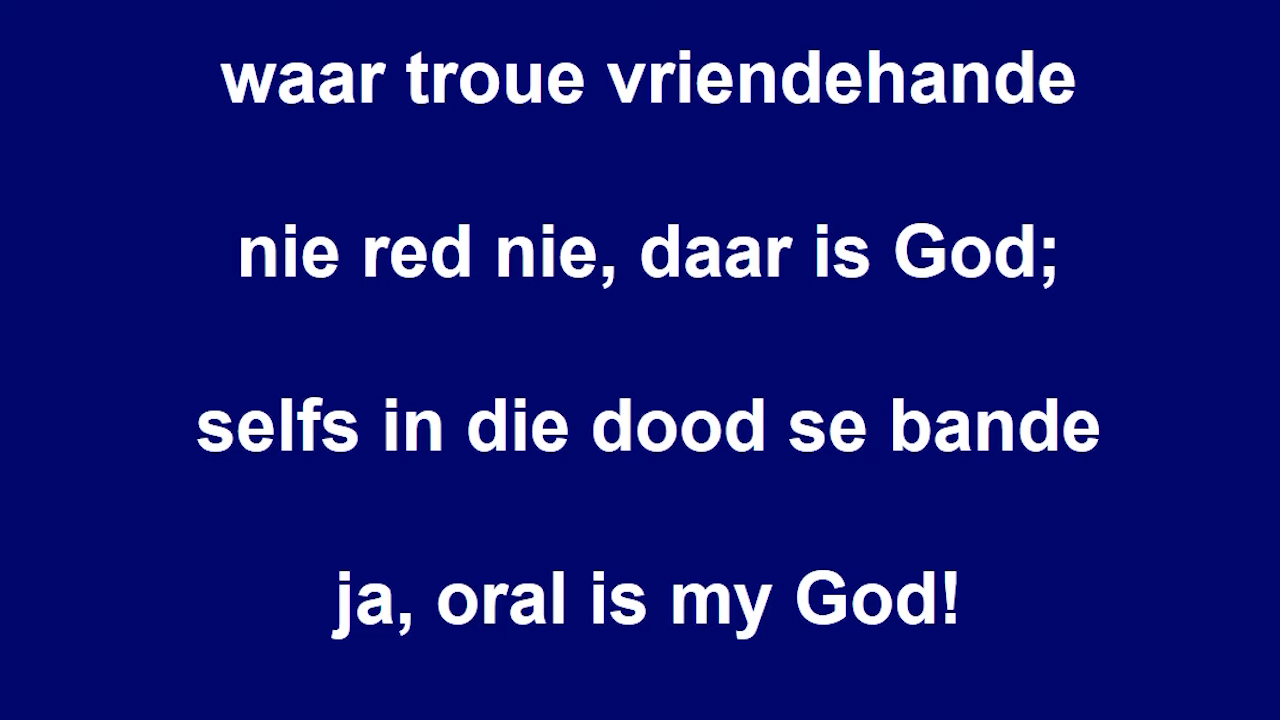 waar troue vriendehande
nie red nie, daar is God;
selfs in die dood se bande
ja, oral is my God!